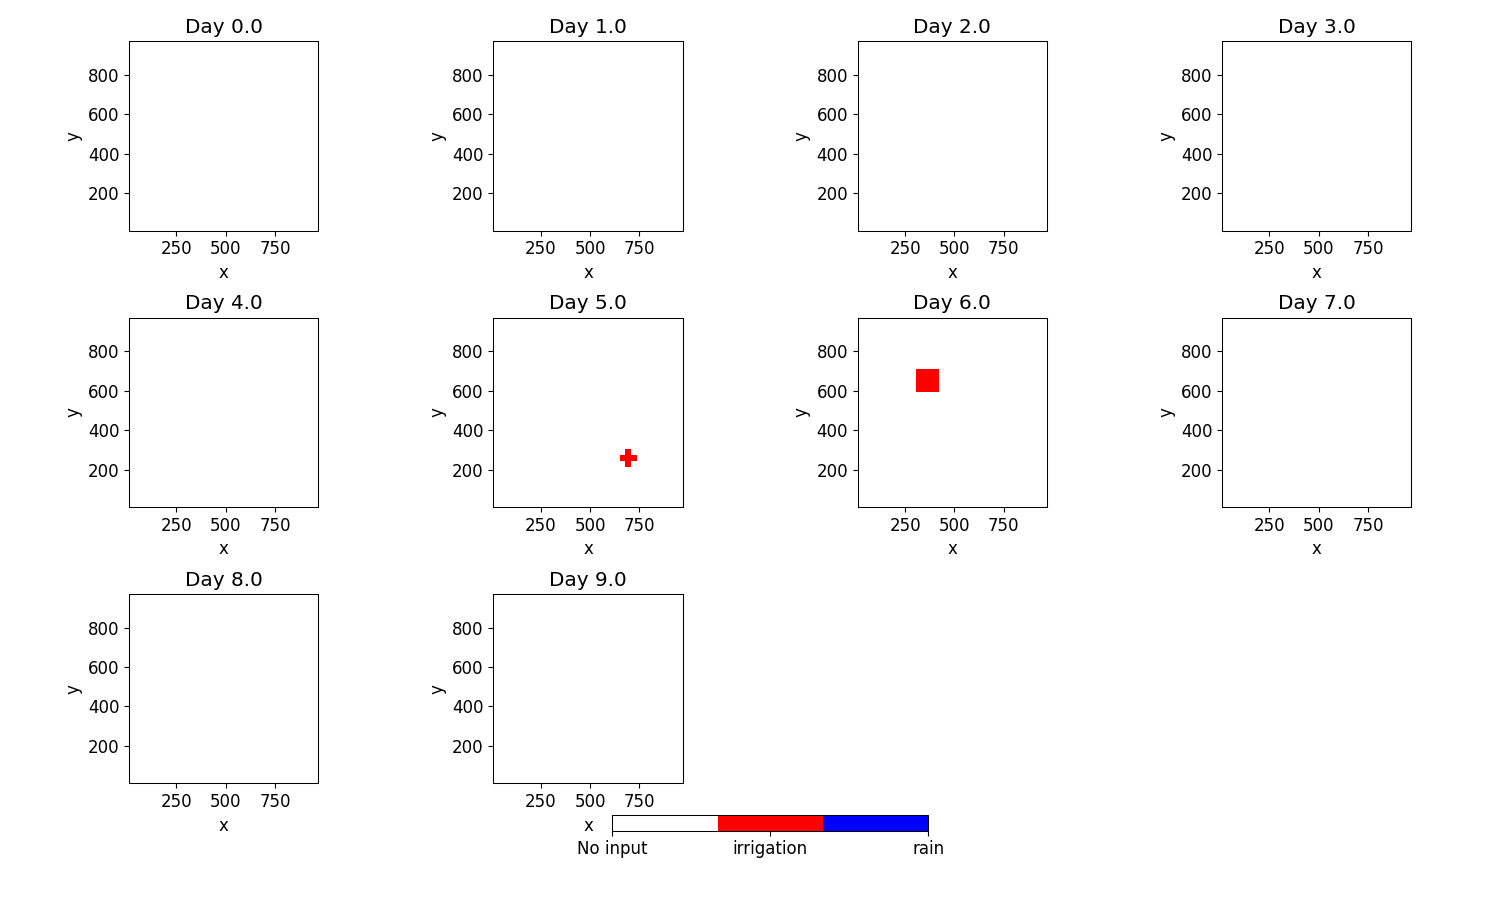 Day 0.0 Day 1.0 Day 2.0 Day 3.0
800 800 800 800
600 600 600 600
y y y y
400 400 400 400
200 200 200 200
250 500 750 250 500 750 250 500 750 250 500 750
x x x x
Day 4.0 Day 5.0 Day 6.0 Day 7.0
800 800 800 800
600 600 600 600
y y y y
400 400 400 400
200 200 200 200
250 500 750 250 500 750 250 500 750 250 500 750
x x x x
Day 8.0 Day 9.0
800 800
600 600
y y
400 400
200 200
250 500 750 250 500 750
x x
No input irrigation rain